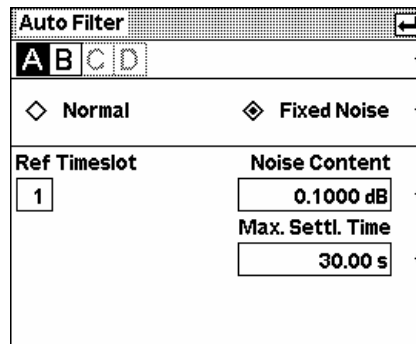 Auto Filter
A B C D
Normal Fixed Noise
Ref Timeslot Noise Content
1 0.1000 dB
Max. Settl. Time
30.00 s